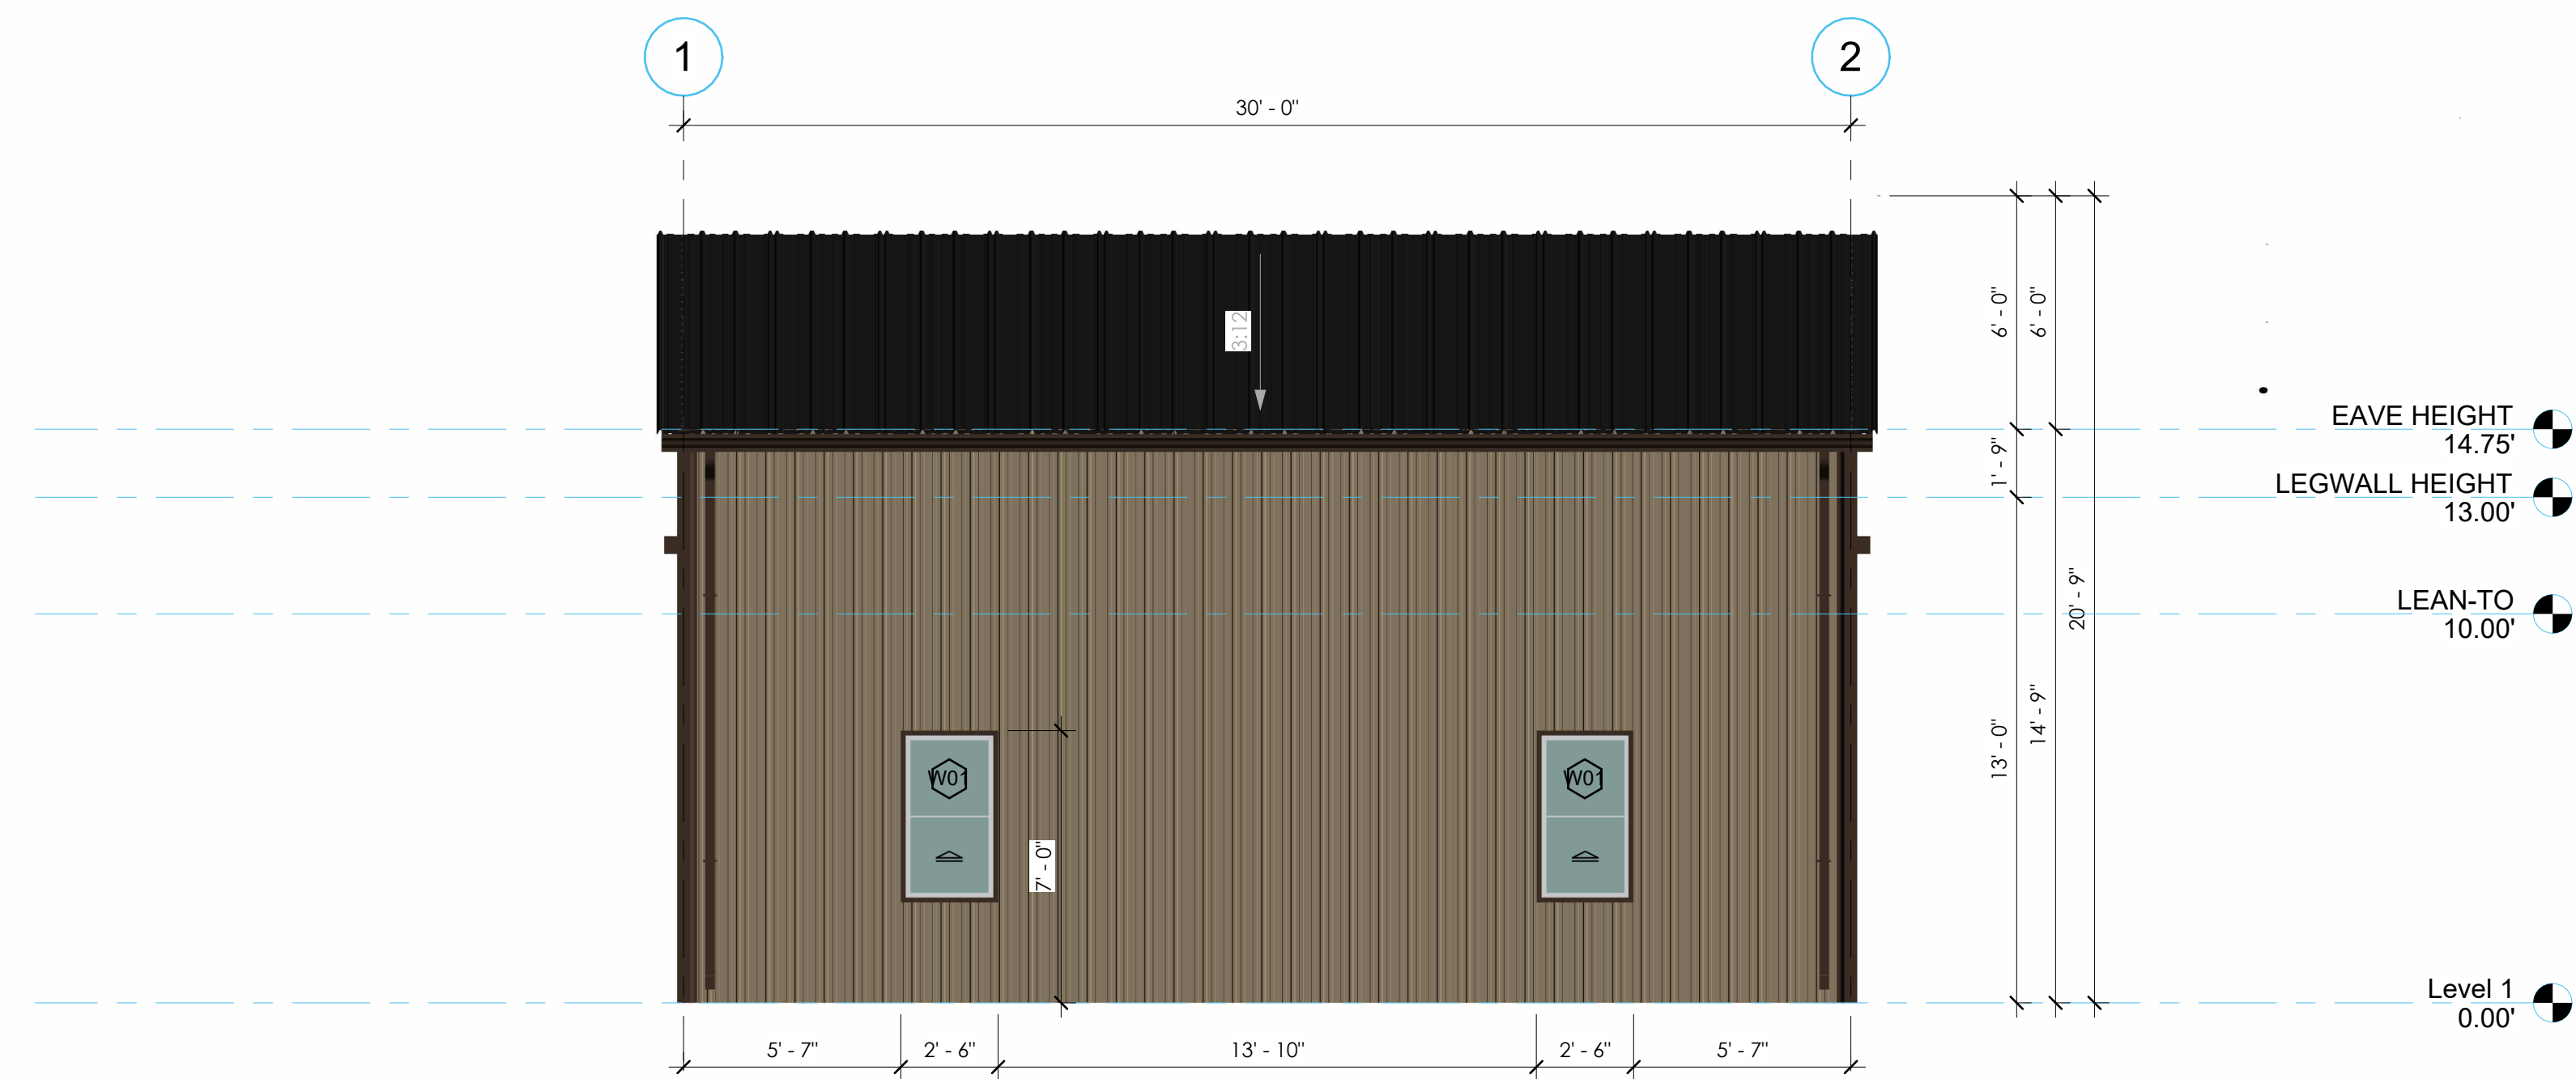 1
2
30' - 0"
3:12
6' - 0"
6' - 0"
1' - 9"
13' - 0"
14' - 9"
20' - 9"
EAVE HEIGHT
14.75'
LEGWALL HEIGHT
13.00'
LEAN-TO
10.00'
W01
W01
7' - 0"
Level 1
0.00'
5' - 7"
2' - 6"
13' - 10"
2' - 6"
5' - 7"